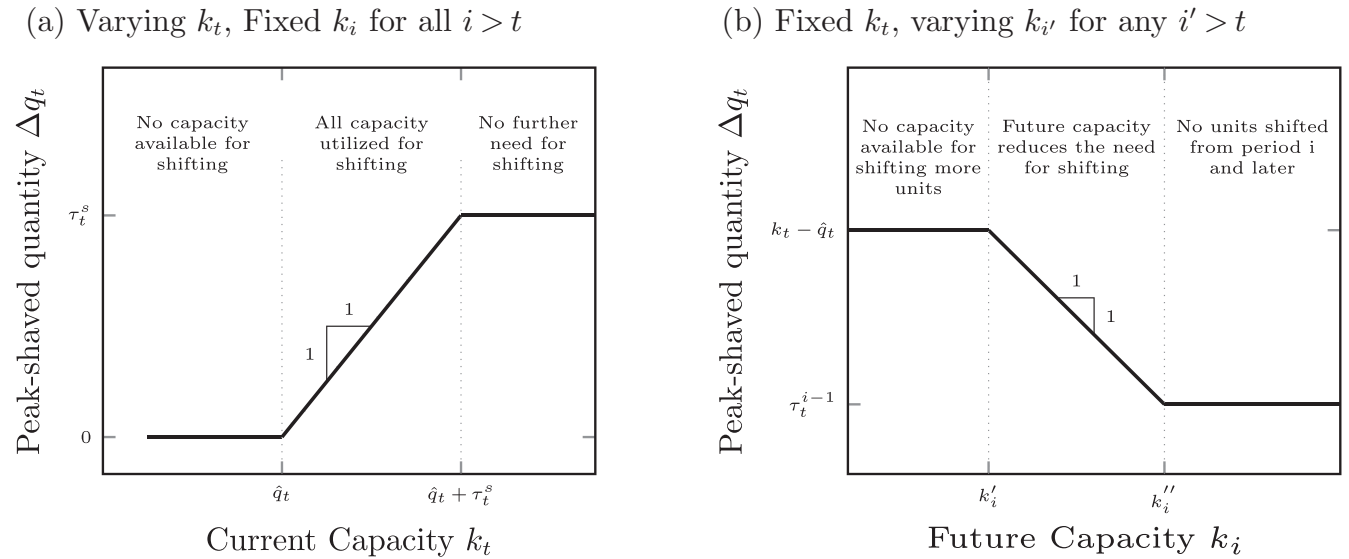 (a) Varying k_t, Fixed k_i for all i > t
Peak-shaved quantity Δq_t
No capacity
available for
shifting
All capacity
utilized for
shifting
No further
need for
shifting
τ_t^s
1
1
0
q̂_t
q̂_t + τ_t^s
Current Capacity k_t
(b) Fixed k_t, varying k_{i'} for any i' > t
Peak-shaved quantity Δq_t
No capacity
available for
shifting more
units
Future capacity
reduces the need
for shifting
No units shifted
from period i
and later
k_t − q̂_t
1
1
τ_t^{i−1}
k_i'
k_i''
Future Capacity k_i